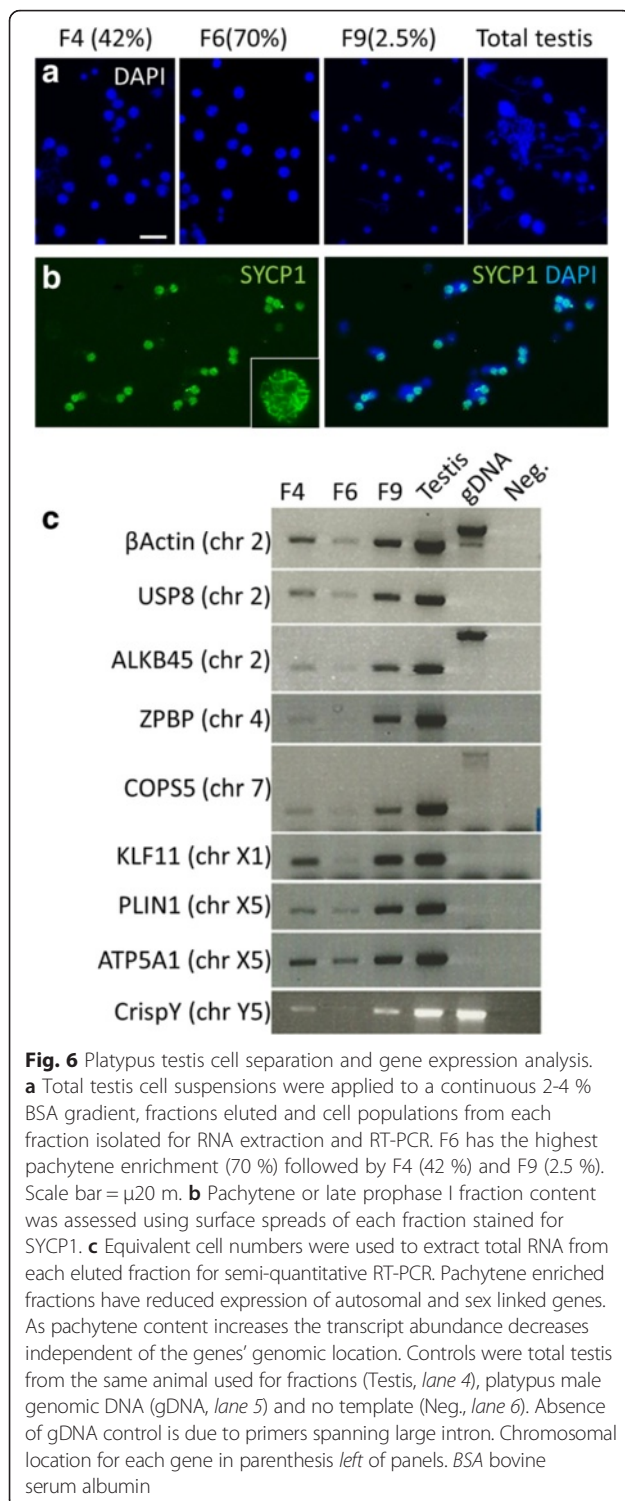 F4 (42%) F6(70%) F9(2.5%) Total testis
a DAPI
b SYCP1 SYCP1 DAPI
c F4 F6 F9 Testis gDNA Neg.
βActin (chr 2)
USP8 (chr 2)
ALKB45 (chr 2)
ZPBP (chr 4)
COPS5 (chr 7)
KLF11 (chr X1)
PLIN1 (chr X5)
ATP5A1 (chr X5)
CrispY (chr Y5)
Fig. 6 Platypus testis cell separation and gene expression analysis.
a Total testis cell suspensions were applied to a continuous 2-4 %
BSA gradient, fractions eluted and cell populations from each
fraction isolated for RNA extraction and RT-PCR. F6 has the highest
pachytene enrichment (70 %) followed by F4 (42 %) and F9 (2.5 %).
Scale bar = μ20 m. b Pachytene or late prophase I fraction content
was assessed using surface spreads of each fraction stained for
SYCP1. c Equivalent cell numbers were used to extract total RNA from
each eluted fraction for semi-quantitative RT-PCR. Pachytene enriched
fractions have reduced expression of autosomal and sex linked genes.
As pachytene content increases the transcript abundance decreases
independent of the genes' genomic location. Controls were total testis
from the same animal used for fractions (Testis, lane 4), platypus male
genomic DNA (gDNA, lane 5) and no template (Neg., lane 6). Absence
of gDNA control is due to primers spanning large intron. Chromosomal
location for each gene in parenthesis left of panels. BSA bovine
serum albumin